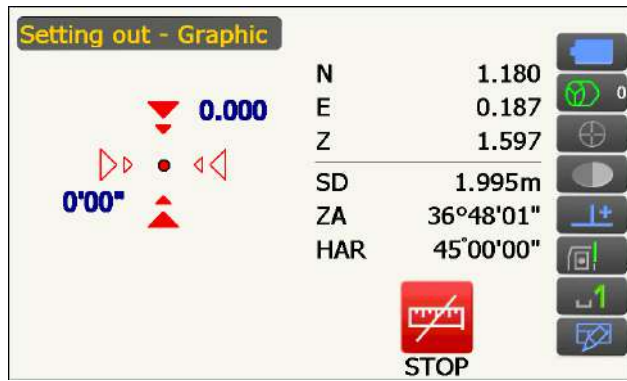 Setting out - Graphic
N 1.180
E 0.187
Z 1.597
0.000
0'00"
SD 1.995m
ZA 36°48'01"
HAR 45°00'00"
STOP
0
1